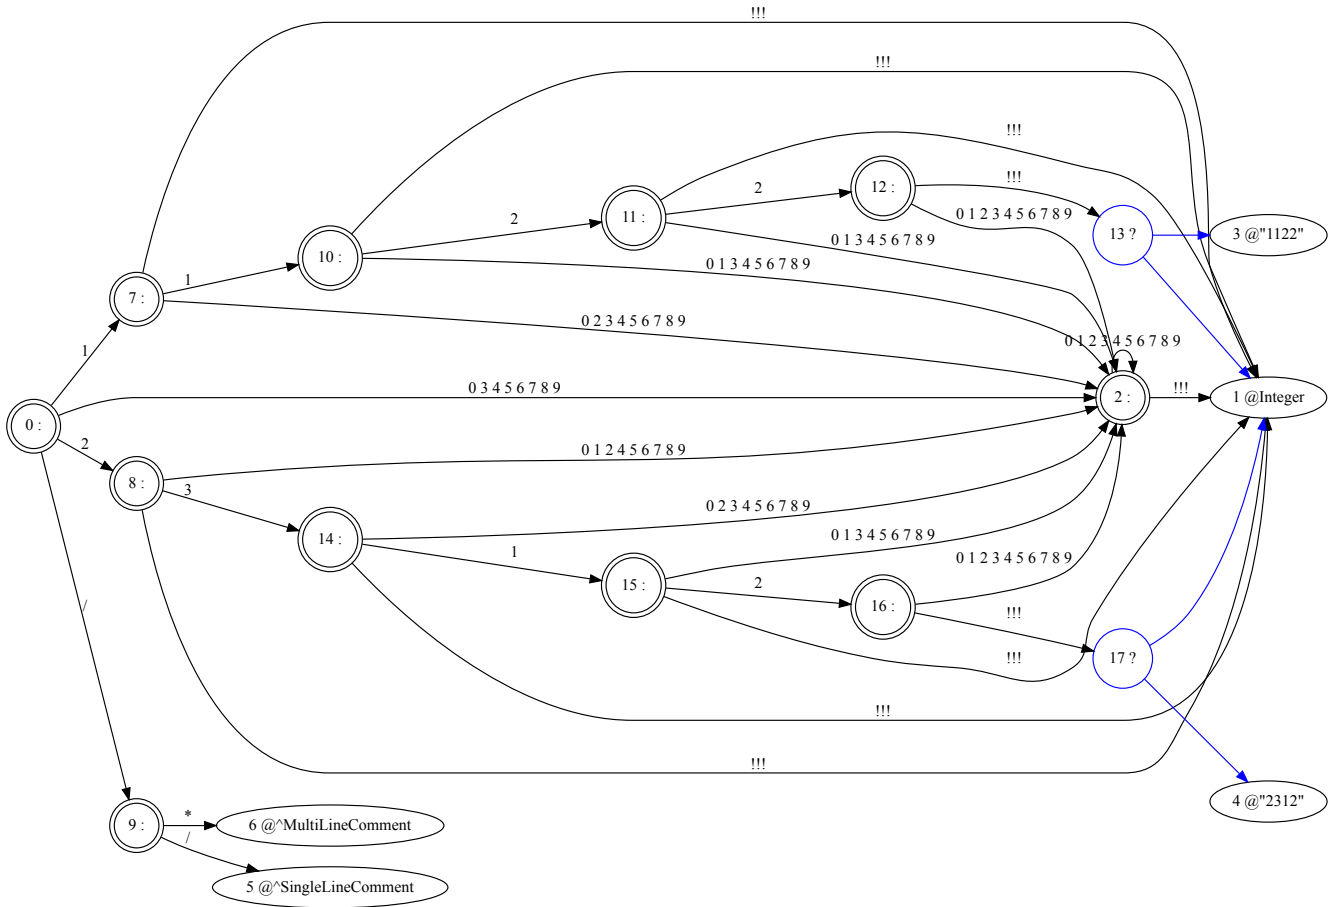 !!!
!!!
!!!
12 :
2
!!!
0 1 2 3 4 5 6 7 8 9
11 :
2
13 ?
3 @"1122"
0 1 3 4 5 6 7 8 9
10 :
0 1 3 4 5 6 7 8 9
1
7 :
0 2 3 4 5 6 7 8 9
0 1 2 3 4 5 6 7 8 9
1
0 3 4 5 6 7 8 9
2 :
!!!
1 @Integer
0 :
2
0 1 2 4 5 6 7 8 9
8 :
3
0 2 3 4 5 6 7 8 9
14 :
1
0 1 3 4 5 6 7 8 9
0 1 2 3 4 5 6 7 8 9
15 :
2
16 :
!!!
/
!!!
17 ?
!!!
!!!
4 @"2312"
9 :
*
6 @^MultiLineComment
/
5 @^SingleLineComment